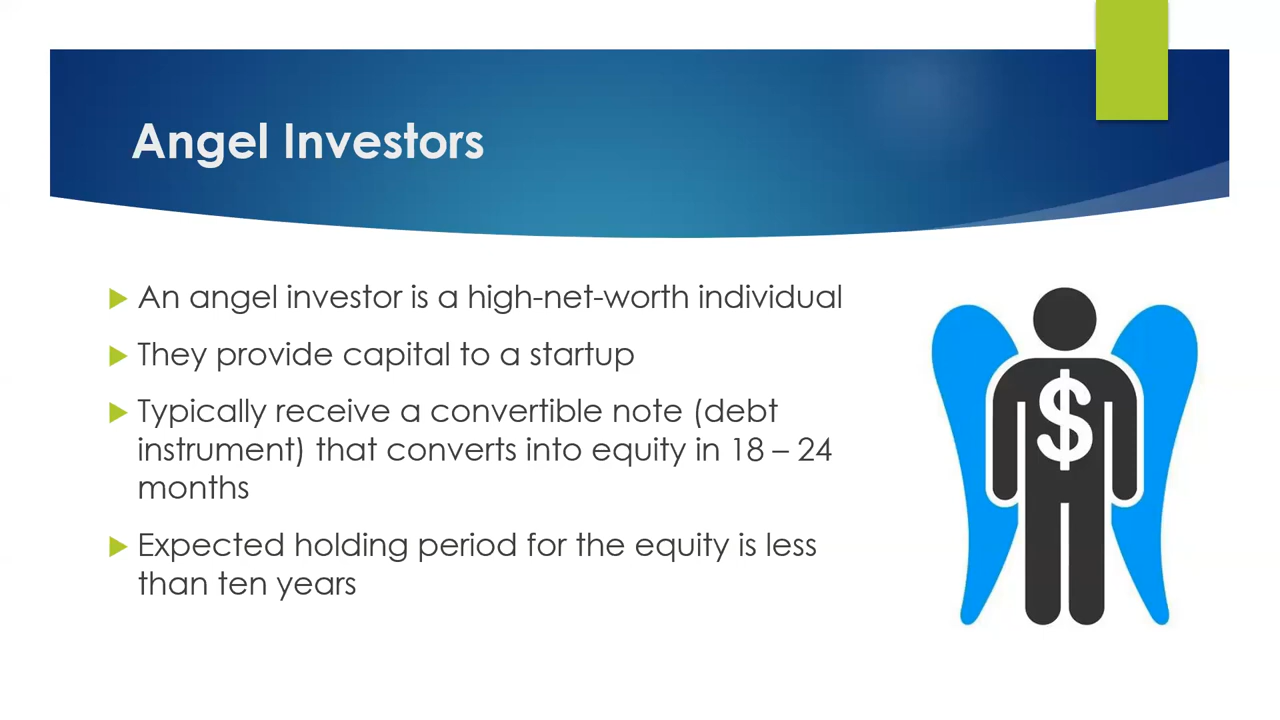 Angel Investors
An angel investor is a high-net-worth individual
They provide capital to a startup
Typically receive a convertible note (debt
instrument) that converts into equity in 18 – 24
months
Expected holding period for the equity is less
than ten years
$